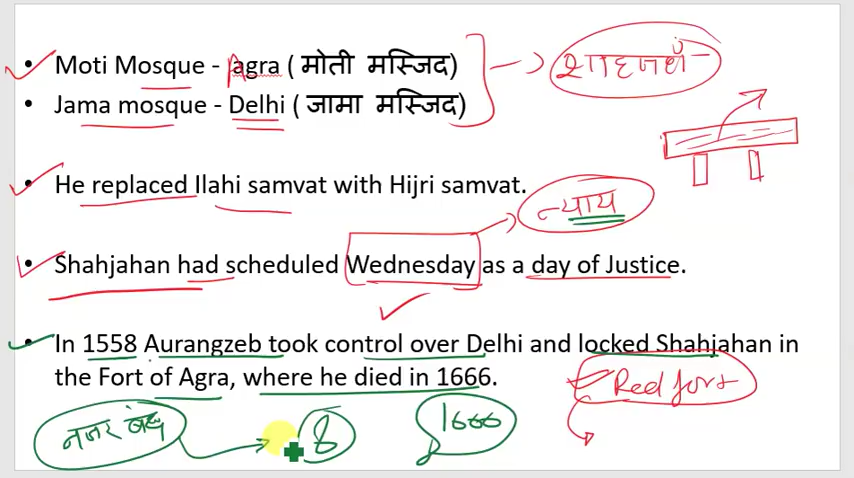 • Moti Mosque - Agra ( मोती मस्जिद)
शाहजहाँ
• Jama mosque - Delhi ( जामा मस्जिद)
• He replaced Ilahi samvat with Hijri samvat.
न्याय
• Shahjahan had scheduled Wednesday as a day of Justice.
• In 1558 Aurangzeb took control over Delhi and locked Shahjahan in
the Fort of Agra, where he died in 1666.
Red fort
नजर बंद 8 1666